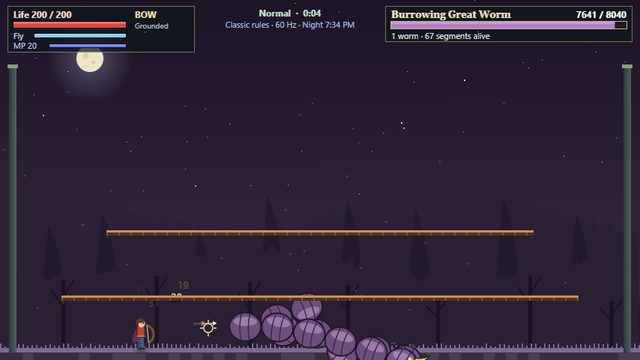 Life 200 / 200
BOW
Fly
Grounded
MP 20
Normal · 0:04
Classic rules · 60 Hz · Night 7:34 PM
Burrowing Great Worm
7641 / 8040
1 worm · 67 segments alive
19